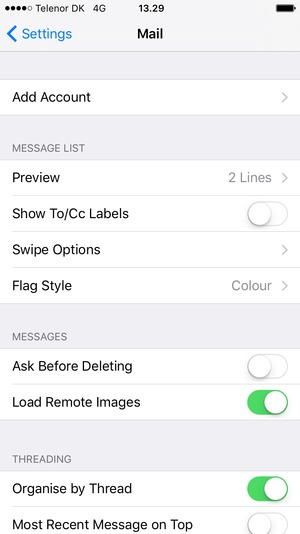 Telenor DK 4G 13.29
Settings Mail
Add Account
MESSAGE LIST
Preview 2 Lines
Show To/Cc Labels
Swipe Options
Flag Style Colour
MESSAGES
Ask Before Deleting
Load Remote Images
THREADING
Organise by Thread
Most Recent Message on Top